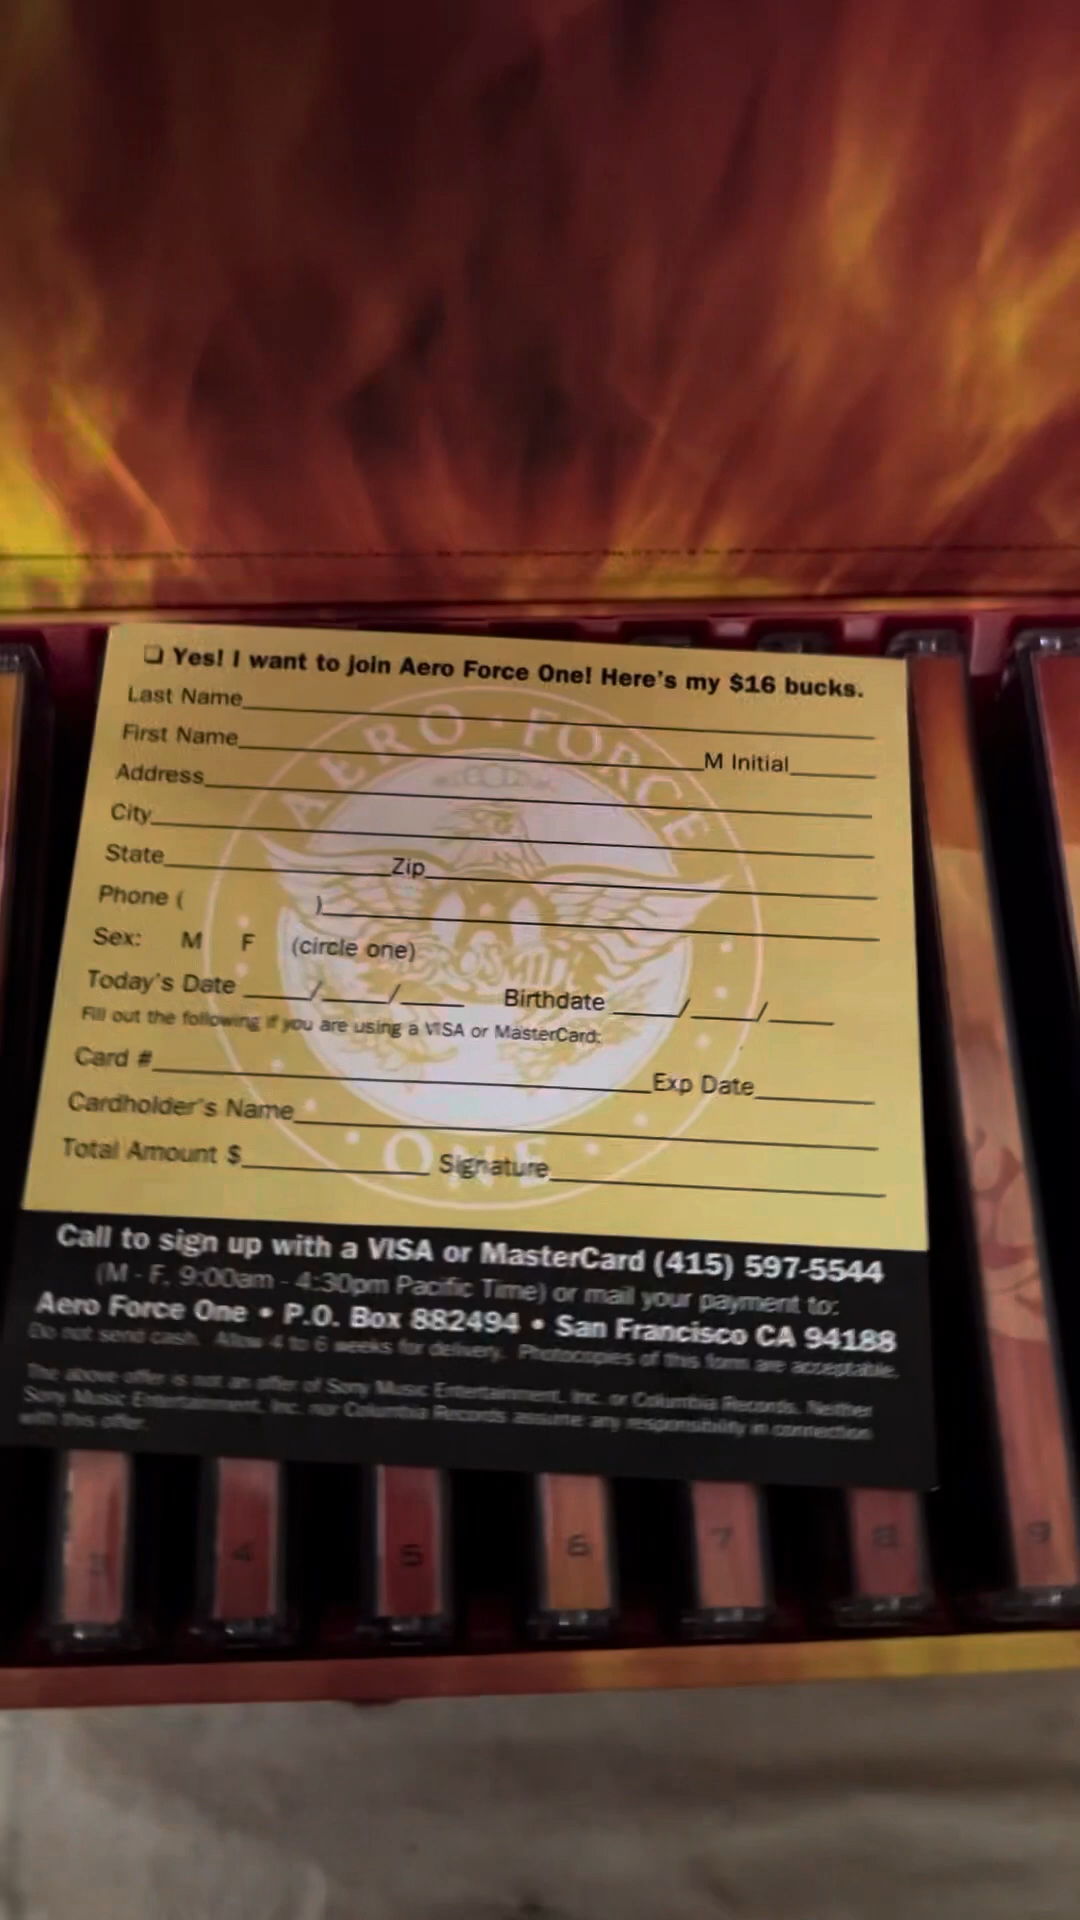 ❑ Yes! I want to join Aero Force One! Here's my $16 bucks.
Last Name
First Name M Initial
Address
City
State Zip
Phone ( )
Sex: M F (circle one)
Today's Date / / Birthdate / /
Fill out the following if you are using a VISA or MasterCard:
Card # Exp Date
Cardholder's Name
Total Amount $ Signature
AERO · FORCE
AEROSMITH
ONE
Call to sign up with a VISA or MasterCard (415) 597-5544
(M - F, 9:00am - 4:30pm Pacific Time) or mail your payment to:
Aero Force One • P.O. Box 882494 • San Francisco CA 94188
Do not send cash. Allow 4 to 6 weeks for delivery. Photocopies of this form are acceptable.
The above offer is not an offer of Sony Music Entertainment, Inc. or Columbia Records. Neither
Sony Music Entertainment, Inc. nor Columbia Records assume any responsibility in connection
with this offer.
3 4 5 6 7 8 9